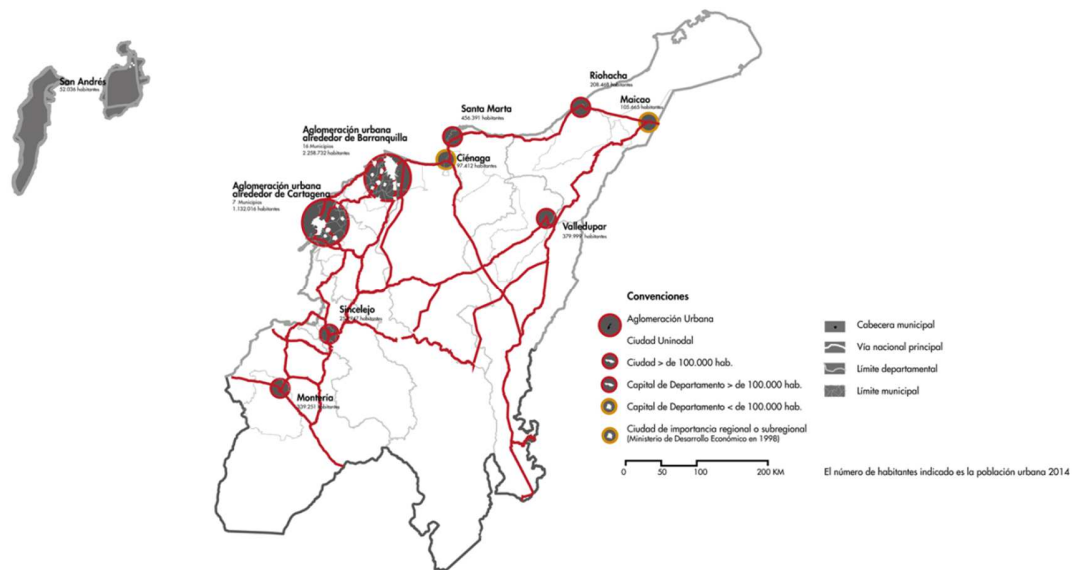 San Andrés
52.036 habitantes
Riohacha
208.468 habitantes
Maicao
habitantes
Santa Marta
456.391 habitantes
Aglomeración urbana
alrededor de Barranquilla
16 Municipios
2.258.732 habitantes
Ciénaga
97.412 habitantes
Aglomeración urbana
alrededor de Cartagena
7 Municipios
1.132.016 habitantes
Valledupar
habitantes
Sincelejo
habitantes
Montería
339.251 habitantes
Convenciones
Aglomeración Urbana
Ciudad Uninodal
Ciudad > de 100.000 hab.
Capital de Departamento > de 100.000 hab.
Capital de Departamento < de 100.000 hab.
Ciudad de importancia regional o subregional
(Ministerio de Desarrollo Económico en 1998)
0 50 100 200 KM
Cabecera municipal
Vía nacional principal
Límite departamental
Límite municipal
El número de habitantes indicado es la población urbana 2014